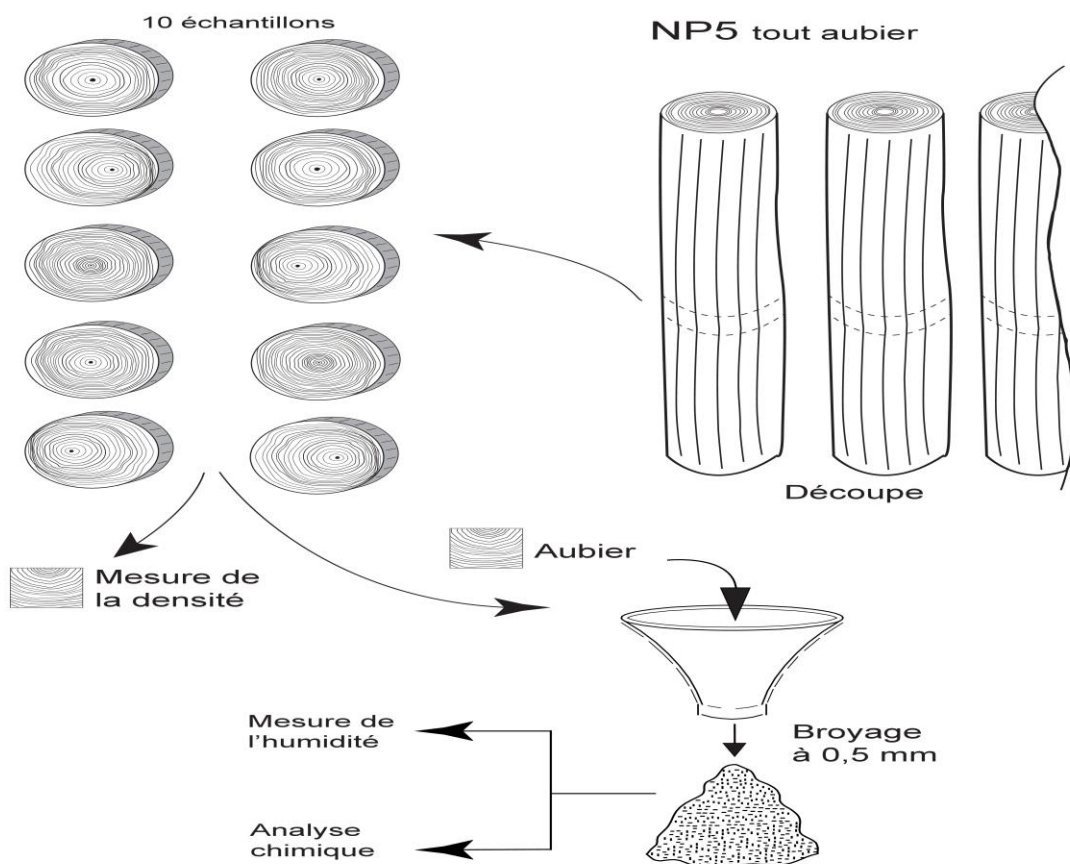 10 échantillons
NP5 tout aubier
Découpe
Mesure de
la densité
Aubier
Broyage
à 0,5 mm
Mesure de
l'humidité
Analyse
chimique